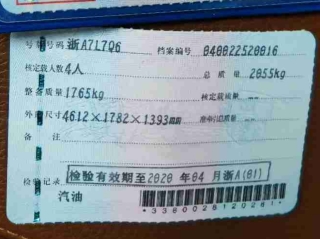 号牌号码 浙A7L7Q6 档案编号 040022520016
核定载人数 4人 总质量 2055kg
整备质量 1765kg 核定载质量 --
外廓尺寸 4612×1782×1393mm 准牵引总质量 --
备注
检验记录 检验有效期至2020年04月浙A(01)
汽油